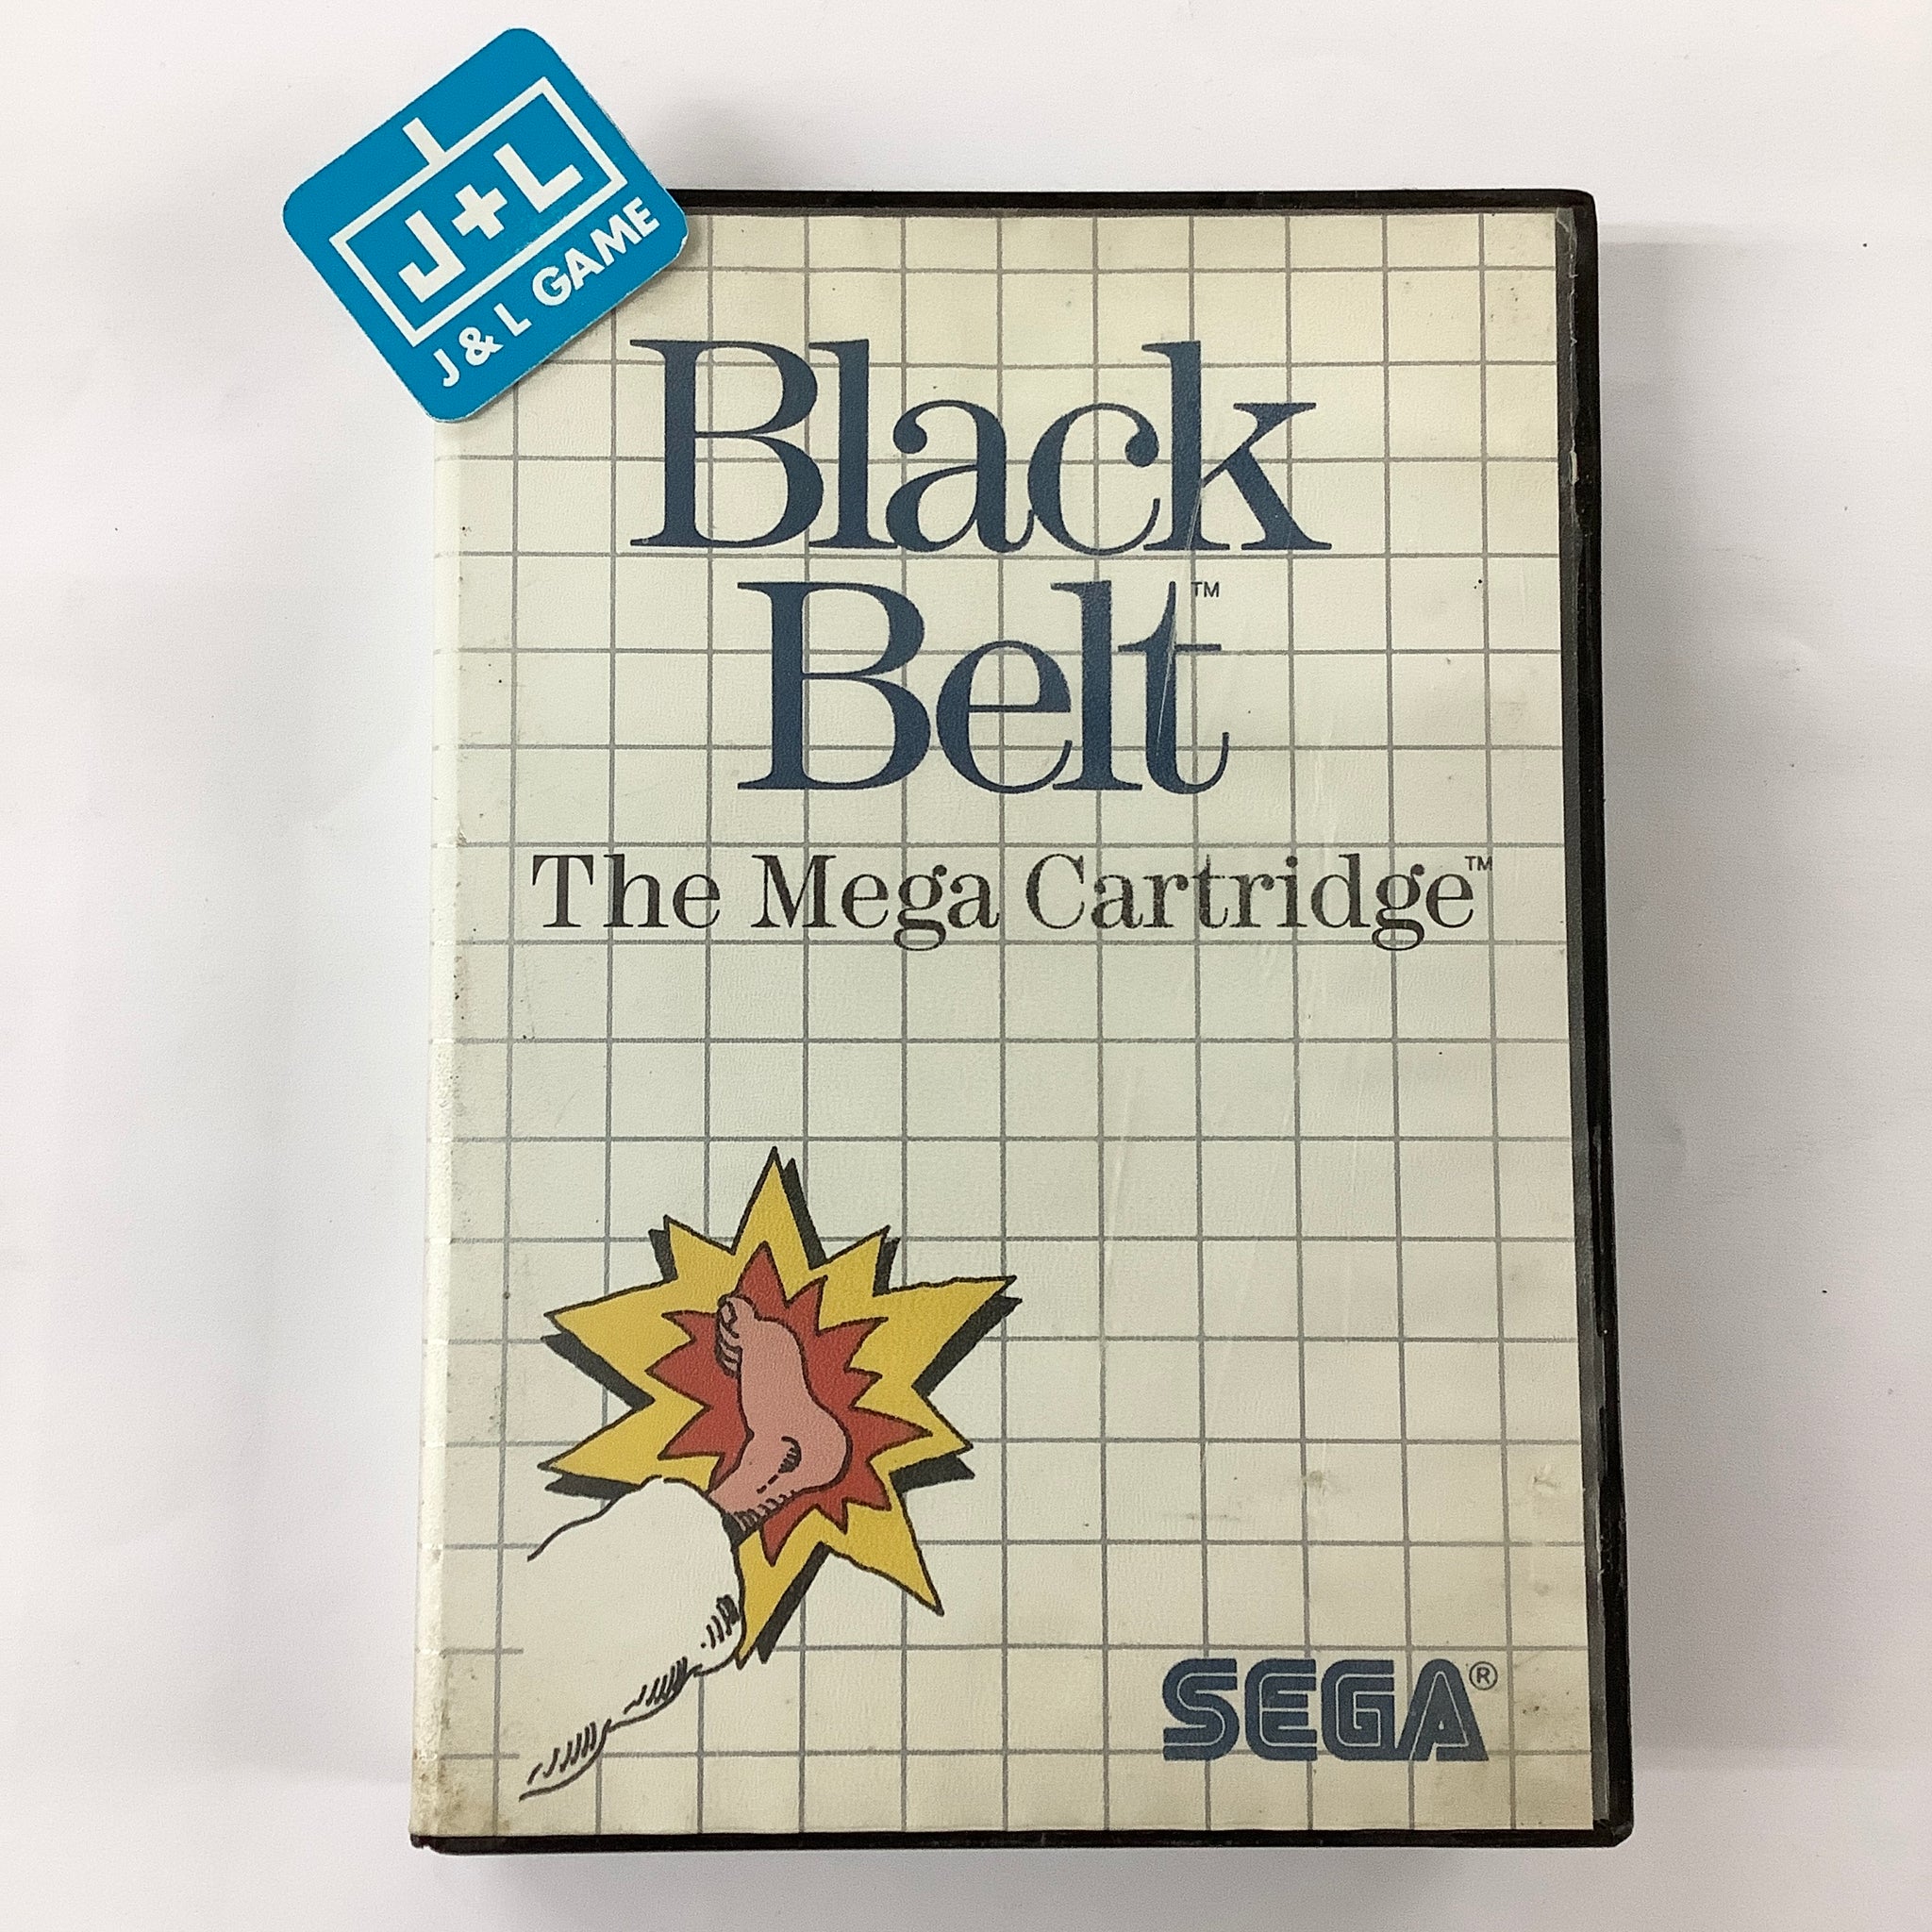 J+L
J & L GAME
Black
Belt™
The Mega Cartridge™
SEGA®